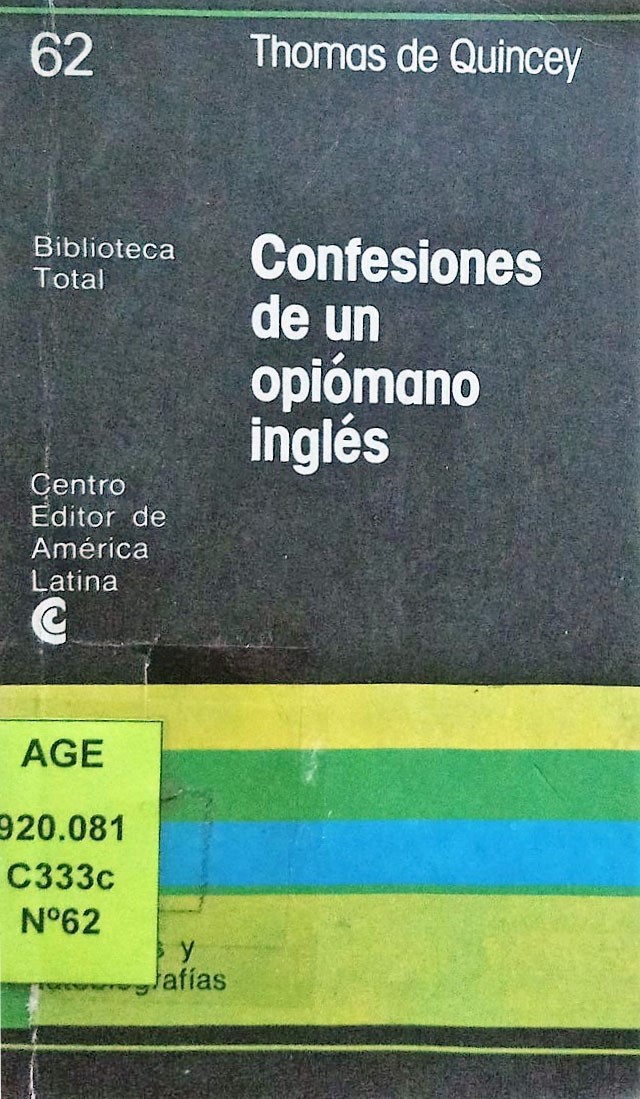 62
Thomas de Quincey
Biblioteca
Total
Confesiones
de un
opiómano
inglés
Centro
Editor de
América
Latina
AGE
920.081
C333c
Nº62
y
autobiografías